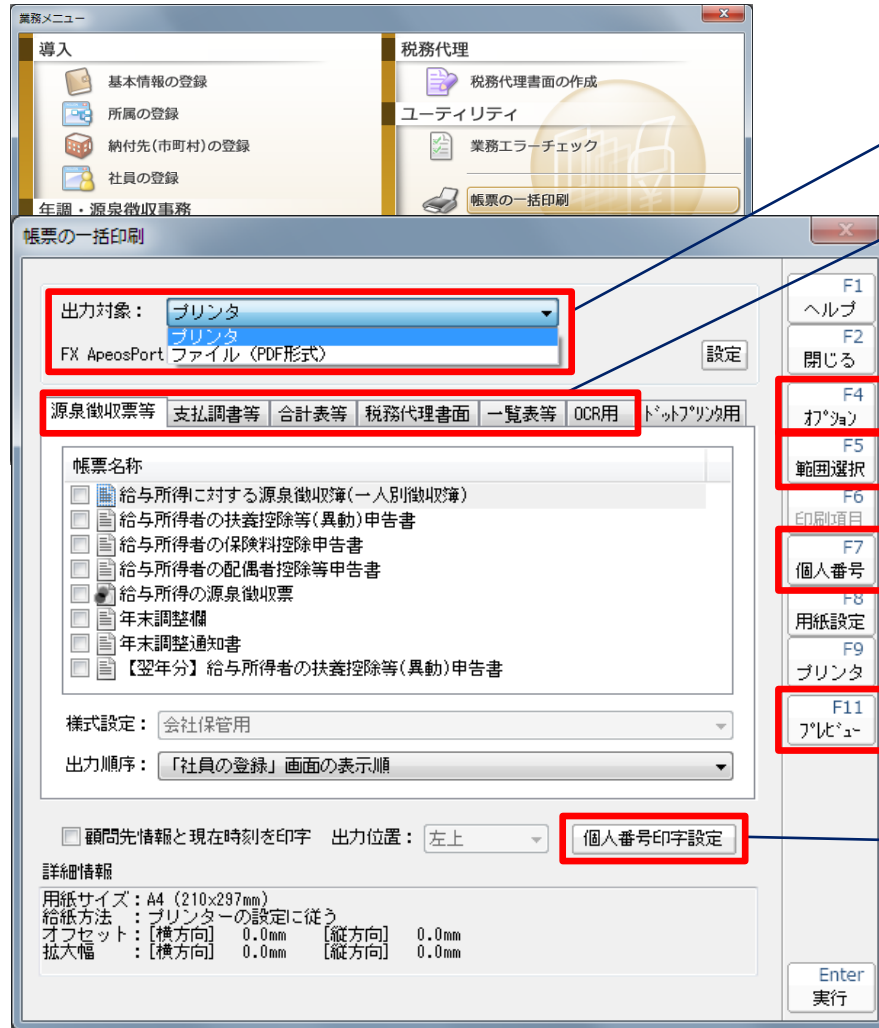 業務メニュー
導入
基本情報の登録
所属の登録
納付先(市町村)の登録
社員の登録
年調・源泉徴収事務
税務代理
税務代理書面の作成
ユーティリティ
業務エラーチェック
帳票の一括印刷
帳票の一括印刷
出力対象： プリンタ
プリンタ
FX ApeosPort ファイル（PDF形式） 設定
源泉徴収票等 支払調書等 合計表等 税務代理書面 一覧表等 OCR用 ﾄﾞｯﾄﾌﾟﾘﾝﾀ用
帳票名称
給与所得に対する源泉徴収簿(一人別徴収簿)
給与所得者の扶養控除等(異動)申告書
給与所得者の保険料控除申告書
給与所得者の配偶者控除等申告書
給与所得の源泉徴収票
年末調整欄
年末調整通知書
【翌年分】給与所得者の扶養控除等(異動)申告書
様式設定： 会社保管用
出力順序： 「社員の登録」画面の表示順
顧問先情報と現在時刻を印字 出力位置： 左上 個人番号印字設定
詳細情報
用紙サイズ：A4 (210x297mm)
給紙方法 ：プリンターの設定に従う
オフセット：[横方向] 0.0mm [縦方向] 0.0mm
拡大幅 ：[横方向] 0.0mm [縦方向] 0.0mm
F1
ヘルプ
F2
閉じる
F4
ｵﾌﾟｼｮﾝ
F5
範囲選択
F6
印刷項目
F7
個人番号
F8
用紙設定
F9
プリンタ
F11
ﾌﾟﾚﾋﾞｭｰ
Enter
実行